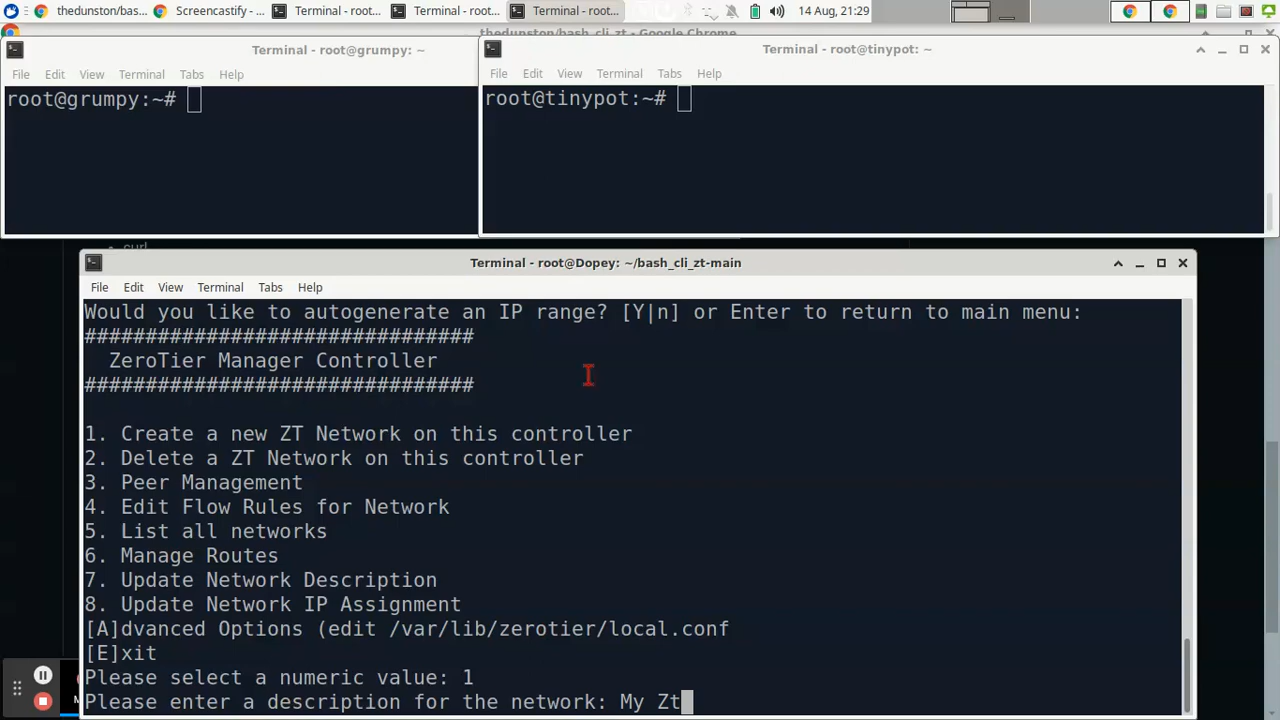 thedunston/bas...
Screencastify - ...
Terminal - root...
Terminal - root...
Terminal - root...
14 Aug, 21:29
thedunston/bash_cli_zt - Google Chrome
Terminal - root@grumpy: ~
File Edit View Terminal Tabs Help
root@grumpy:~#
Terminal - root@tinypot: ~
File Edit View Terminal Tabs Help
root@tinypot:~#
curl
Terminal - root@Dopey: ~/bash_cli_zt-main
File Edit View Terminal Tabs Help
Would you like to autogenerate an IP range? [Y|n] or Enter to return to main menu:
################################
ZeroTier Manager Controller
################################
1. Create a new ZT Network on this controller
2. Delete a ZT Network on this controller
3. Peer Management
4. Edit Flow Rules for Network
5. List all networks
6. Manage Routes
7. Update Network Description
8. Update Network IP Assignment
[A]dvanced Options (edit /var/lib/zerotier/local.conf
[E]xit
Please select a numeric value: 1
Please enter a description for the network: My Zt